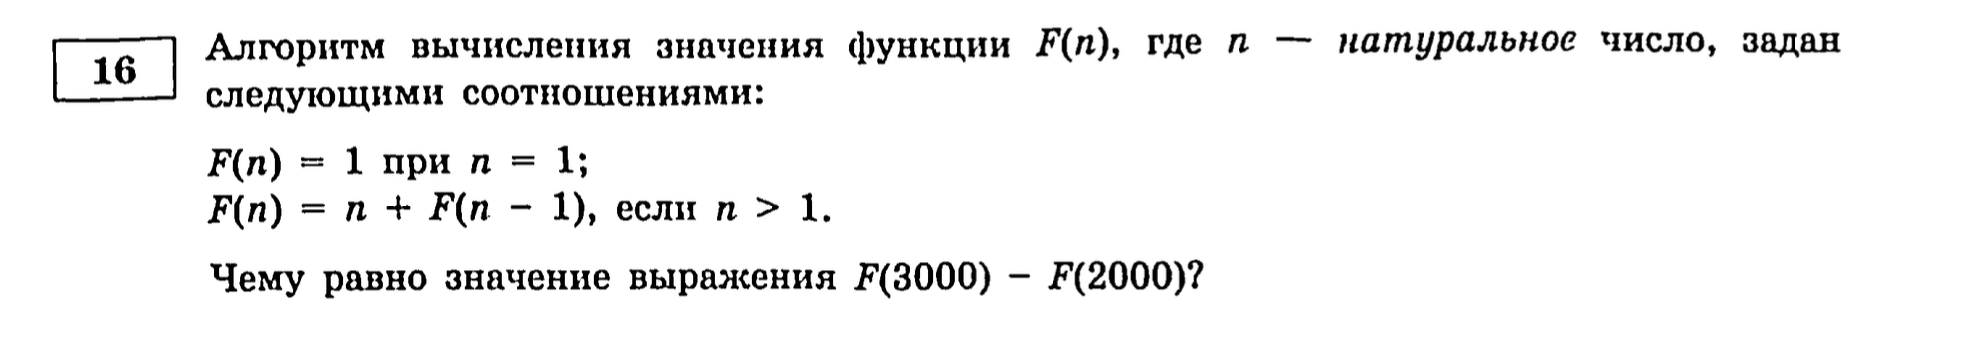 16
Алгоритм вычисления значения функции F(n), где n — натуральное число, задан
следующими соотношениями:
F(n) = 1 при n = 1;
F(n) = n + F(n − 1), если n > 1.
Чему равно значение выражения F(3000) − F(2000)?